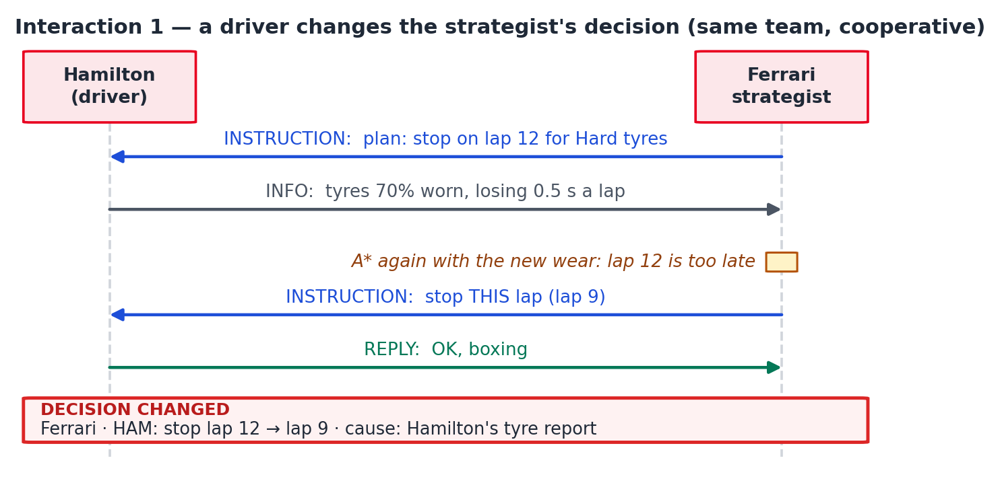 Interaction 1 — a driver changes the strategist's decision (same team, cooperative)
Hamilton
(driver)
Ferrari
strategist
INSTRUCTION:  plan: stop on lap 12 for Hard tyres
INFO:  tyres 70% worn, losing 0.5 s a lap
A* again with the new wear: lap 12 is too late
INSTRUCTION:  stop THIS lap (lap 9)
REPLY:  OK, boxing
DECISION CHANGED
Ferrari · HAM: stop lap 12 → lap 9 · cause: Hamilton's tyre report